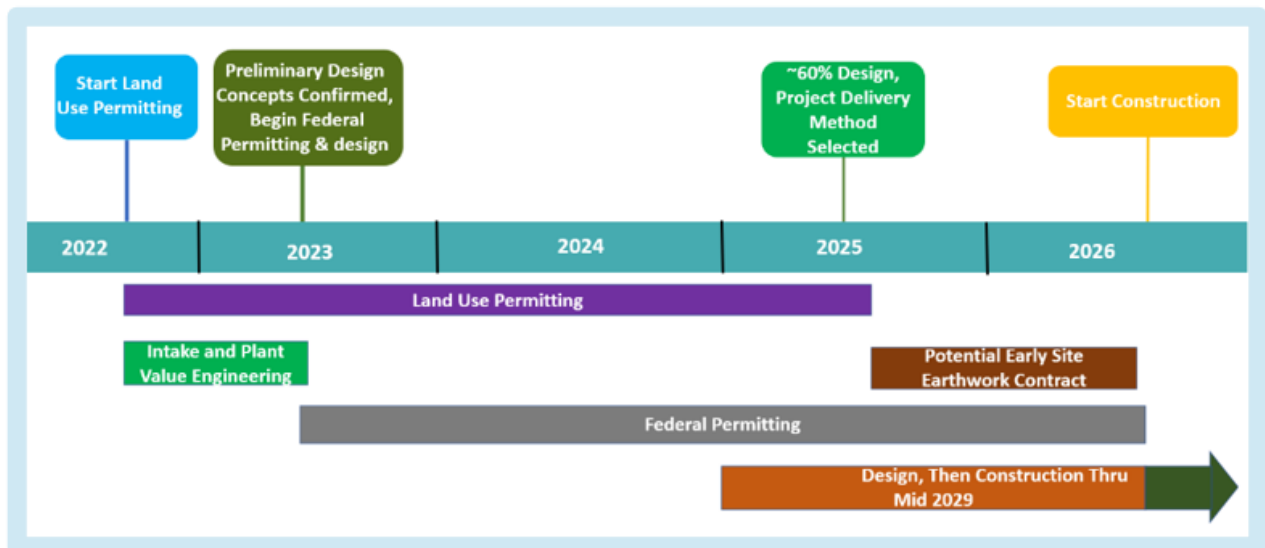 Start Land
Use Permitting
Preliminary Design
Concepts Confirmed,
Begin Federal
Permitting & design
~60% Design,
Project Delivery
Method
Selected
Start Construction
2022
2023
2024
2025
2026
Land Use Permitting
Intake and Plant
Value Engineering
Potential Early Site
Earthwork Contract
Federal Permitting
Design, Then Construction Thru
Mid 2029